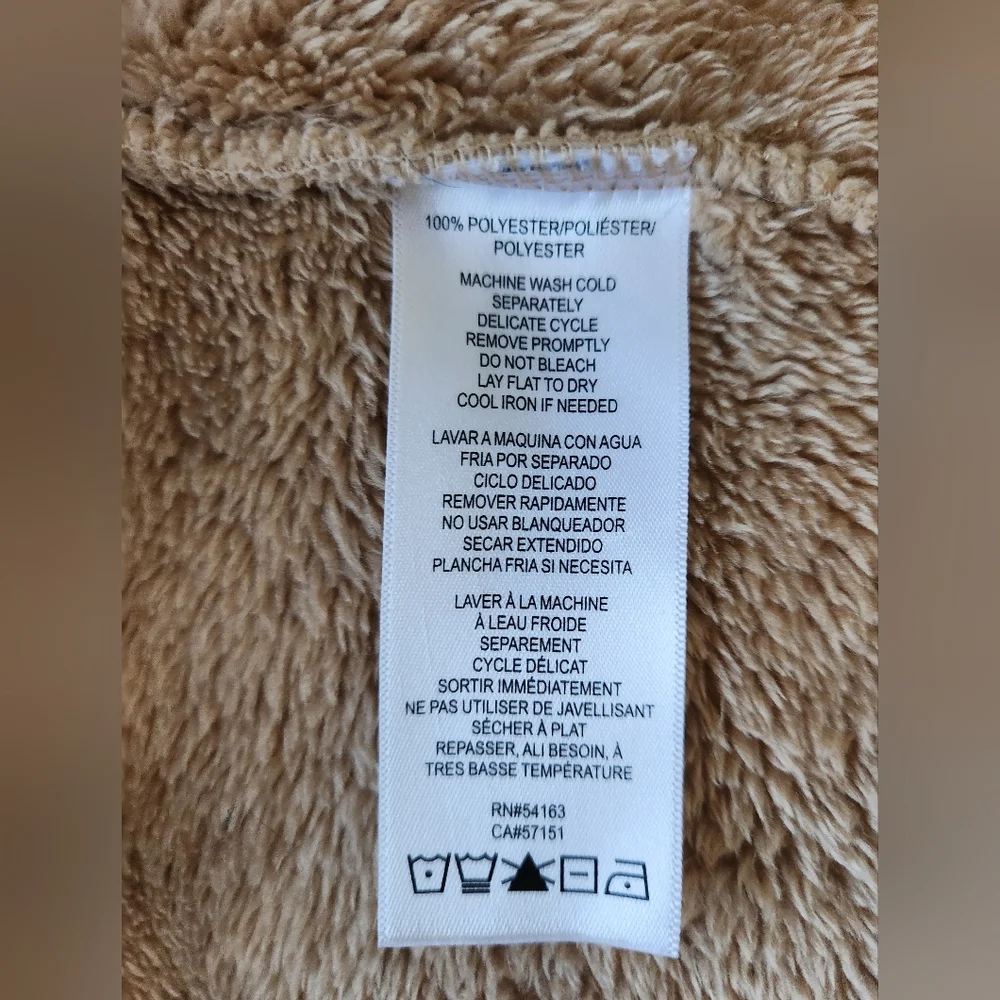 100% POLYESTER/POLIÉSTER/
POLYESTER
MACHINE WASH COLD
SEPARATELY
DELICATE CYCLE
REMOVE PROMPTLY
DO NOT BLEACH
LAY FLAT TO DRY
COOL IRON IF NEEDED
LAVAR A MAQUINA CON AGUA
FRIA POR SEPARADO
CICLO DELICADO
REMOVER RAPIDAMENTE
NO USAR BLANQUEADOR
SECAR EXTENDIDO
PLANCHA FRIA SI NECESITA
LAVER À LA MACHINE
À LEAU FROIDE
SEPAREMENT
CYCLE DÉLICAT
SORTIR IMMÉDIATEMENT
NE PAS UTILISER DE JAVELLISANT
SÉCHER À PLAT
REPASSER, ALI BESOIN, À
TRES BASSE TEMPÉRATURE
RN#54163
CA#57151